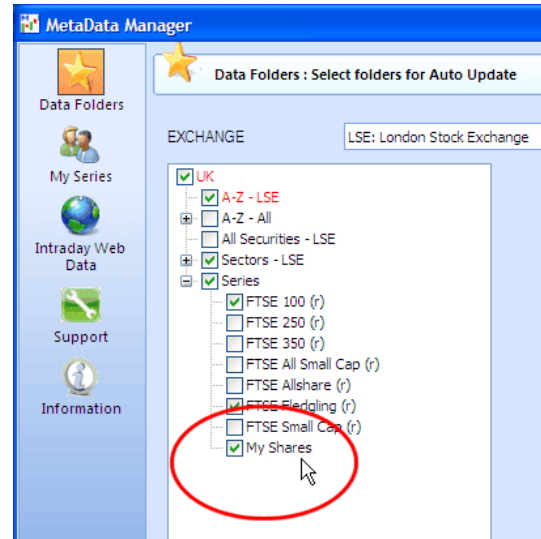 MetaData Manager
Data Folders : Select folders for Auto Update
Data Folders
My Series
Intraday Web
Data
Support
Information
EXCHANGE
LSE: London Stock Exchange
UK
A-Z - LSE
A-Z - All
All Securities - LSE
Sectors - LSE
Series
FTSE 100 (r)
FTSE 250 (r)
FTSE 350 (r)
FTSE All Small Cap (r)
FTSE Allshare (r)
FTSE Fledgling (r)
FTSE Small Cap (r)
My Shares